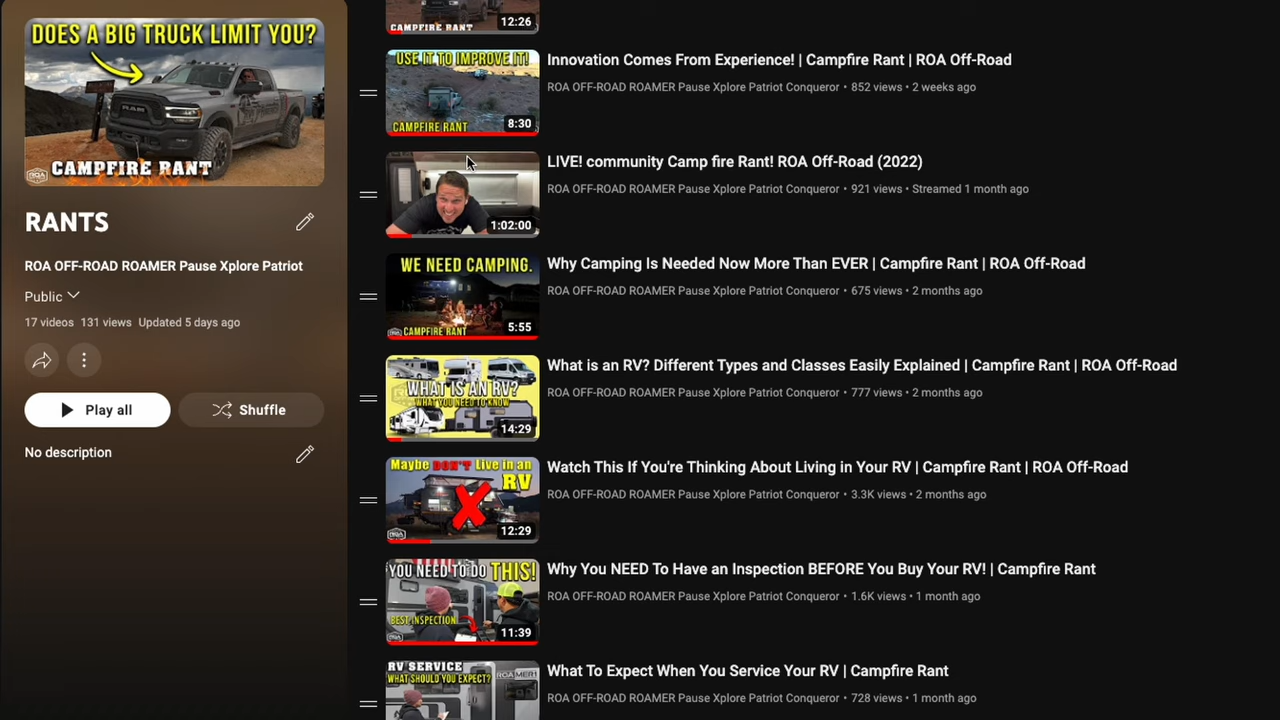 DOES A BIG TRUCK LIMIT YOU?
RAM
ROA
CAMPFIRE RANT
RANTS
ROA OFF-ROAD ROAMER Pause Xplore Patriot
Public
17 videos 131 views Updated 5 days ago
Play all
Shuffle
No description
CAMPFIRE RANT
12:26
USE IT TO IMPROVE IT!
CAMPFIRE RANT
8:30
Innovation Comes From Experience! | Campfire Rant | ROA Off-Road
ROA OFF-ROAD ROAMER Pause Xplore Patriot Conqueror • 852 views • 2 weeks ago
1:02:00
LIVE! community Camp fire Rant! ROA Off-Road (2022)
ROA OFF-ROAD ROAMER Pause Xplore Patriot Conqueror • 921 views • Streamed 1 month ago
WE NEED CAMPING.
ROA
CAMPFIRE RANT
5:55
Why Camping Is Needed Now More Than EVER | Campfire Rant | ROA Off-Road
ROA OFF-ROAD ROAMER Pause Xplore Patriot Conqueror • 675 views • 2 months ago
WHAT IS AN RV?
WHAT YOU NEED TO KNOW
14:29
What is an RV? Different Types and Classes Easily Explained | Campfire Rant | ROA Off-Road
ROA OFF-ROAD ROAMER Pause Xplore Patriot Conqueror • 777 views • 2 months ago
Maybe DON'T Live in an
RV
ROA
12:29
Watch This If You're Thinking About Living in Your RV | Campfire Rant | ROA Off-Road
ROA OFF-ROAD ROAMER Pause Xplore Patriot Conqueror • 3.3K views • 2 months ago
YOU NEED TO DO THIS!
BEST INSPECTION
ROA
11:39
Why You NEED To Have an Inspection BEFORE You Buy Your RV! | Campfire Rant
ROA OFF-ROAD ROAMER Pause Xplore Patriot Conqueror • 1.6K views • 1 month ago
RV SERVICE
WHAT SHOULD YOU EXPECT?
ROAMER1
What To Expect When You Service Your RV | Campfire Rant
ROA OFF-ROAD ROAMER Pause Xplore Patriot Conqueror • 728 views • 1 month ago